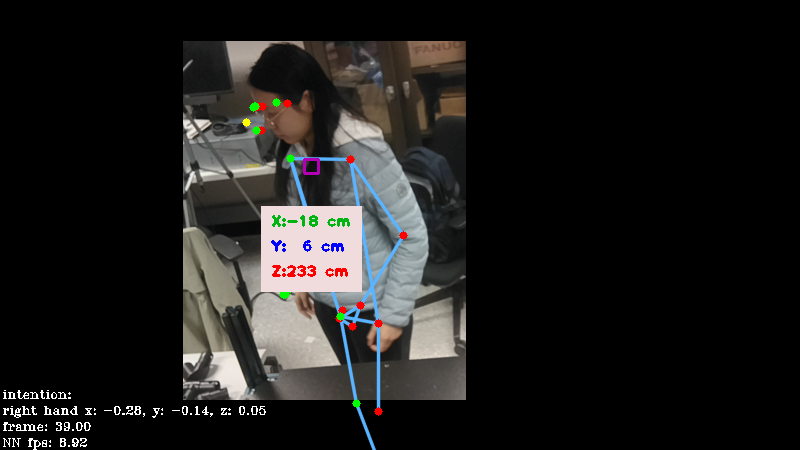 FANUC
X:-18 cm
Y: 6 cm
Z:233 cm
intention:
right hand x: -0.28, y: -0.14, z: 0.05
frame: 39.00
NN fps: 8.92